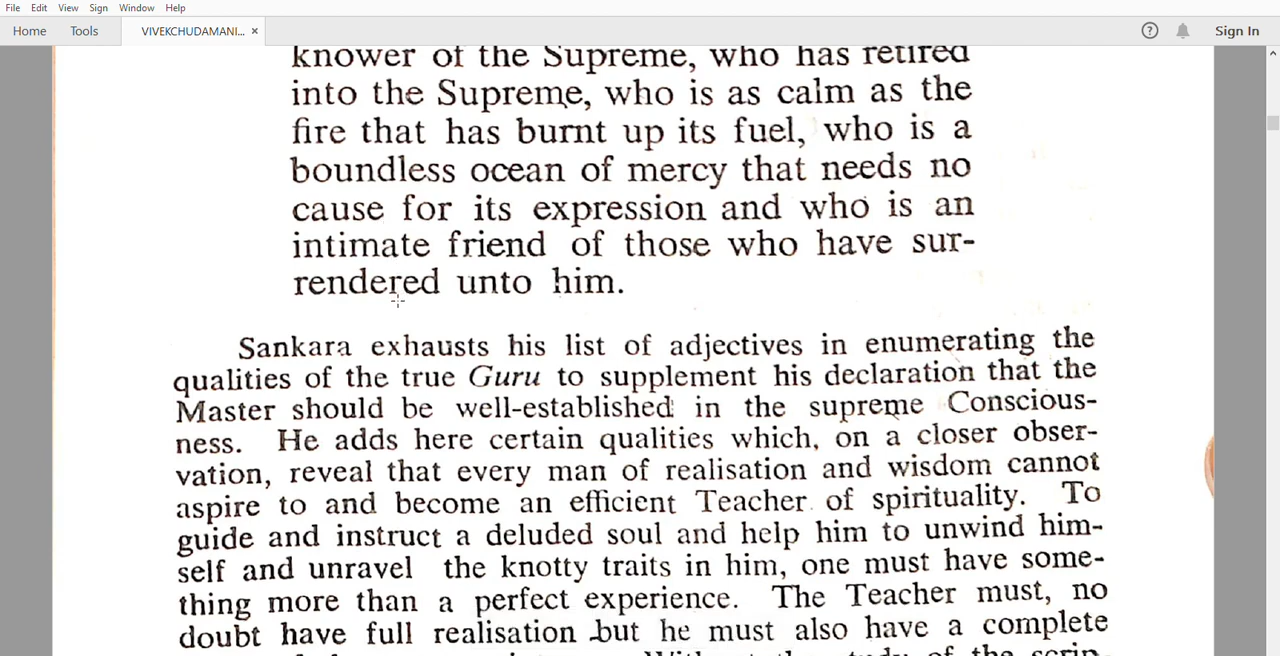 File Edit View Sign Window Help
Home Tools VIVEKCHUDAMANI... × ? Sign In
knower of the Supreme, who has retired
into the Supreme, who is as calm as the
fire that has burnt up its fuel, who is a
boundless ocean of mercy that needs no
cause for its expression and who is an
intimate friend of those who have sur-
rendered unto him.
Sankara exhausts his list of adjectives in enumerating the
qualities of the true Guru to supplement his declaration that the
Master should be well-established in the supreme Conscious-
ness. He adds here certain qualities which, on a closer obser-
vation, reveal that every man of realisation and wisdom cannot
aspire to and become an efficient Teacher of spirituality. To
guide and instruct a deluded soul and help him to unwind him-
self and unravel the knotty traits in him, one must have some-
thing more than a perfect experience. The Teacher must, no
doubt have full realisation but he must also have a complete
of the scrip-